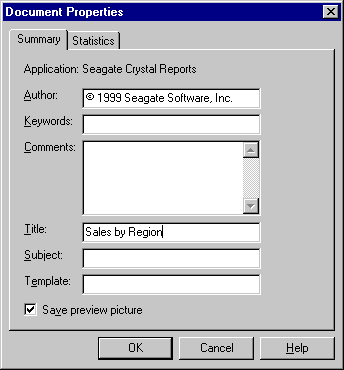 Document Properties
Summary Statistics
Application: Seagate Crystal Reports
Author: © 1999 Seagate Software, Inc.
Keywords:
Comments:
Title: Sales by Region
Subject:
Template:
Save preview picture
OK Cancel Help